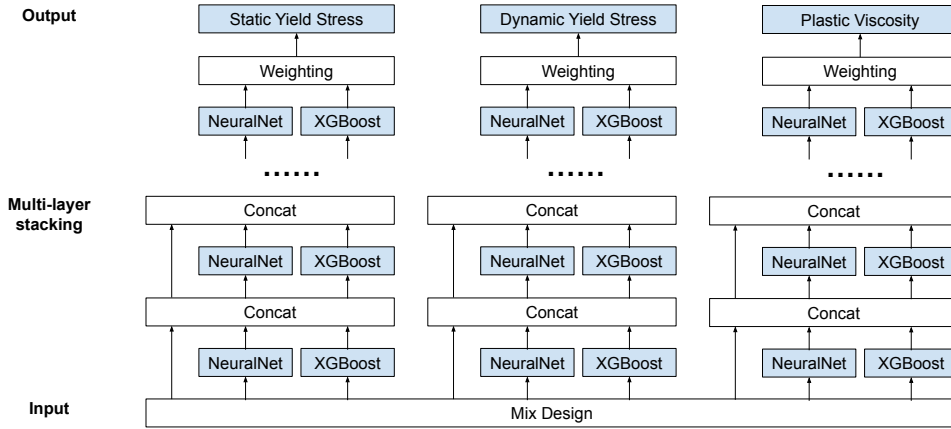 Output
Static Yield Stress
Dynamic Yield Stress
Plastic Viscosity
Weighting
Weighting
Weighting
NeuralNet
XGBoost
NeuralNet
XGBoost
NeuralNet
XGBoost
......
......
......
Multi-layer
stacking
Concat
Concat
Concat
NeuralNet
XGBoost
NeuralNet
XGBoost
NeuralNet
XGBoost
Concat
Concat
Concat
NeuralNet
XGBoost
NeuralNet
XGBoost
NeuralNet
XGBoost
Input
Mix Design